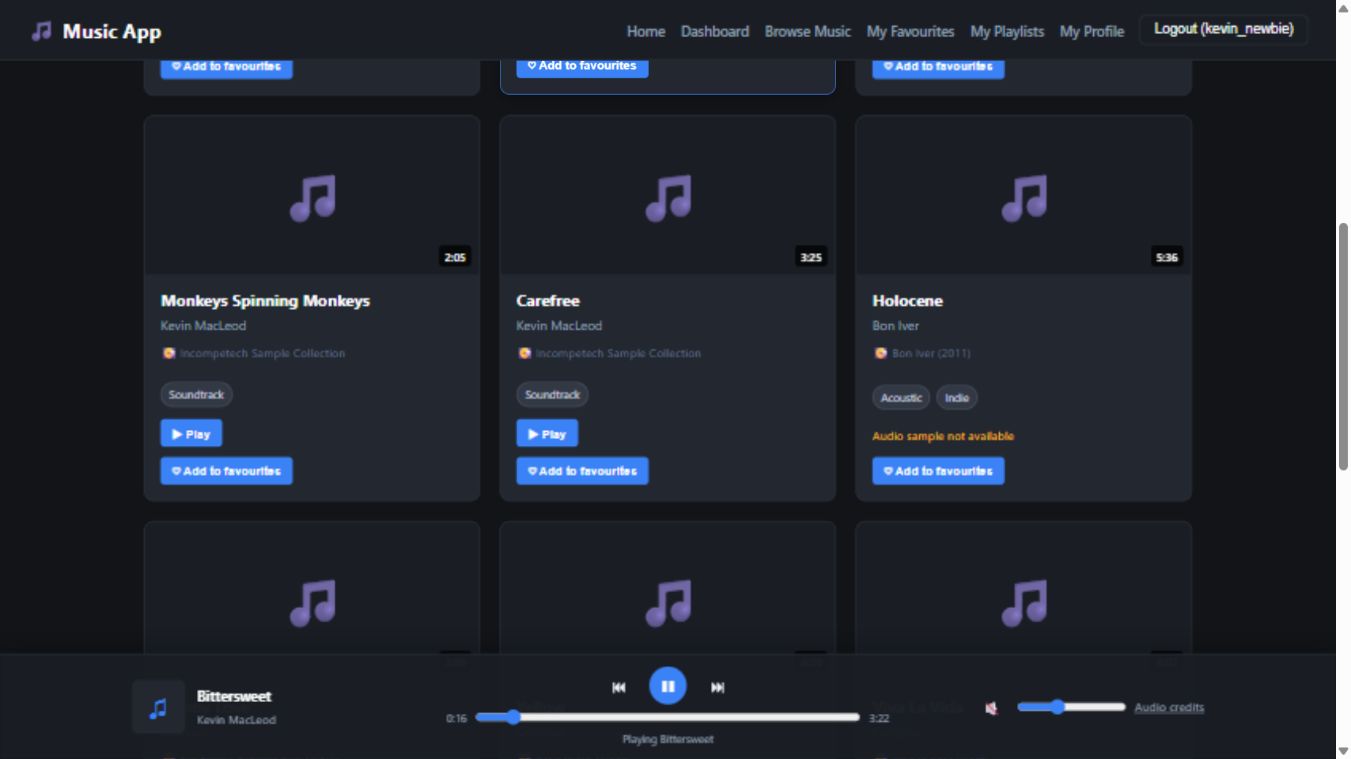 Music App
Home Dashboard Browse Music My Favourites My Playlists My Profile Logout (kevin_newbie)
♡ Add to favourites ♡ Add to favourites ♡ Add to favourites
2:05 3:25 5:36
Monkeys Spinning Monkeys Carefree Holocene
Kevin MacLeod Kevin MacLeod Bon Iver
Incompetech Sample Collection Incompetech Sample Collection Bon Iver (2011)
Soundtrack Soundtrack Acoustic Indie
▶ Play ▶ Play Audio sample not available
♡ Add to favourites ♡ Add to favourites ♡ Add to favourites
Bittersweet
Kevin MacLeod
0:16 3:22
Playing Bittersweet
Viva La Vida
Audio credits